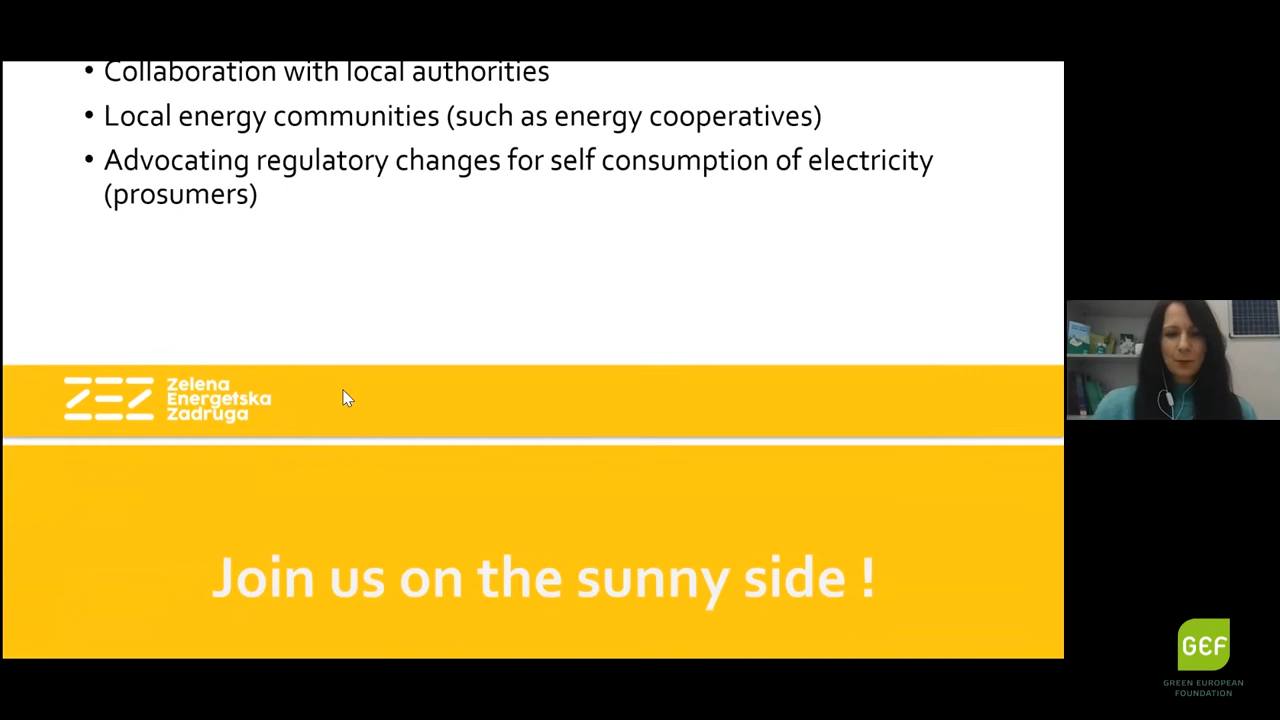 • Collaboration with local authorities
• Local energy communities (such as energy cooperatives)
• Advocating regulatory changes for self consumption of electricity
(prosumers)
ZEZ
Zelena
Energetska
Zadruga
Join us on the sunny side !
GEF
GREEN EUROPEAN
FOUNDATION